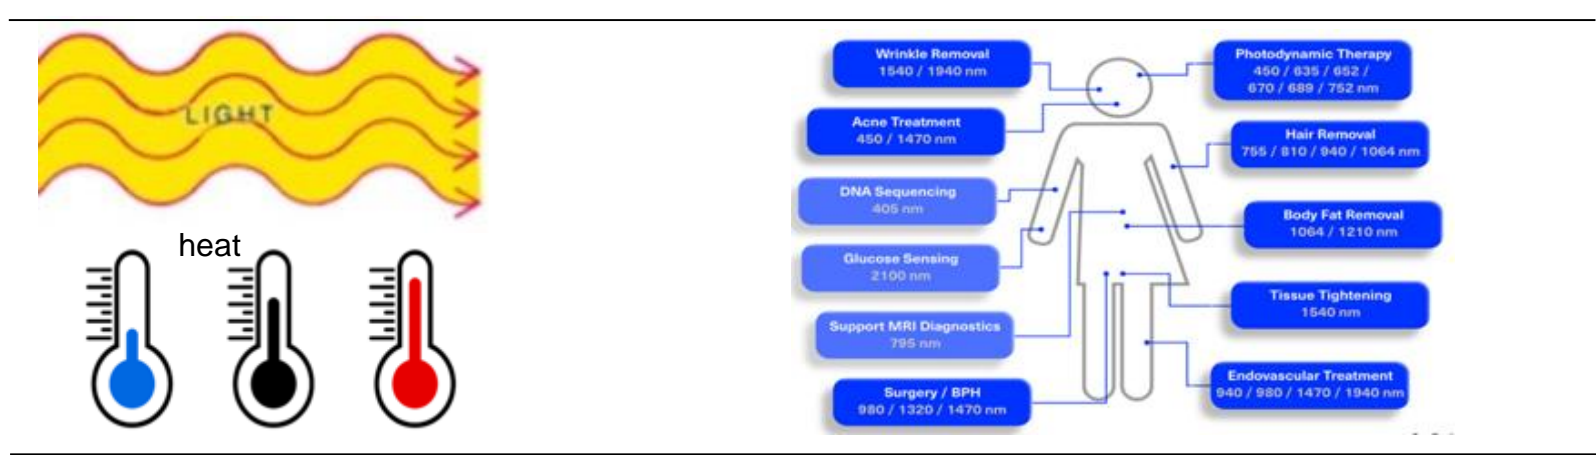 LIGHT
heat
Wrinkle Removal
1540 / 1940 nm
Acne Treatment
450 / 1470 nm
DNA Sequencing
405 nm
Glucose Sensing
2100 nm
Support MRI Diagnostics
795 nm
Surgery / BPH
980 / 1320 / 1470 nm
Photodynamic Therapy
450 / 635 / 652 /
670 / 689 / 752 nm
Hair Removal
755 / 810 / 940 / 1064 nm
Body Fat Removal
1064 / 1210 nm
Tissue Tightening
1540 nm
Endovascular Treatment
940 / 980 / 1470 / 1940 nm